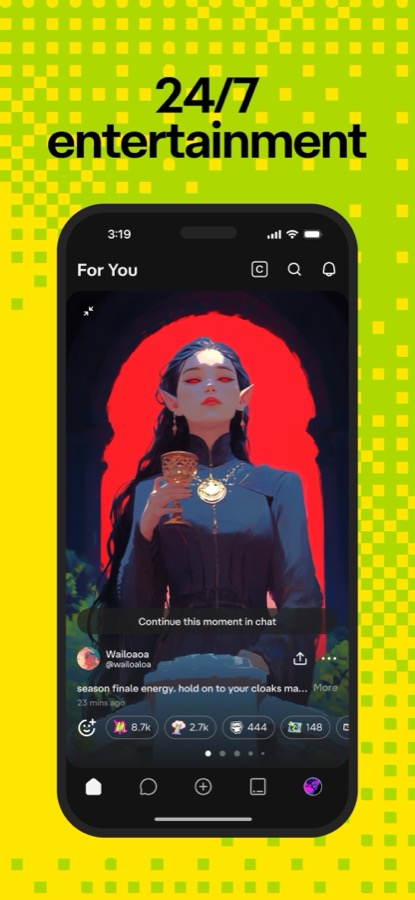 24/7
entertainment
3:19
For You
C
Continue this moment in chat
Wailoaoa
@wailoaloa
season finale energy. hold on to your cloaks ma... More
23 mins ago
8.7k 2.7k 444 148